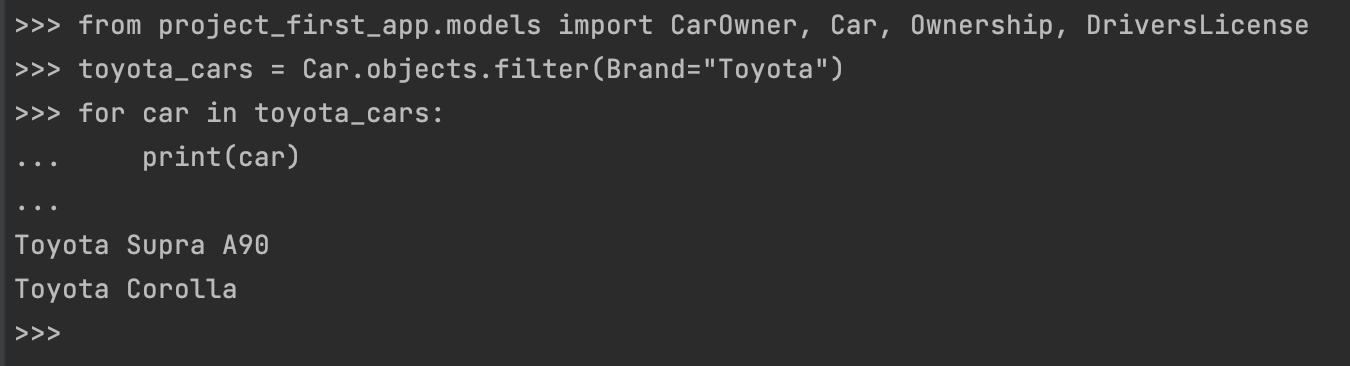 >>> from project_first_app.models import CarOwner, Car, Ownership, DriversLicense
>>> toyota_cars = Car.objects.filter(Brand="Toyota")
>>> for car in toyota_cars:
...     print(car)
...
Toyota Supra A90
Toyota Corolla
>>>